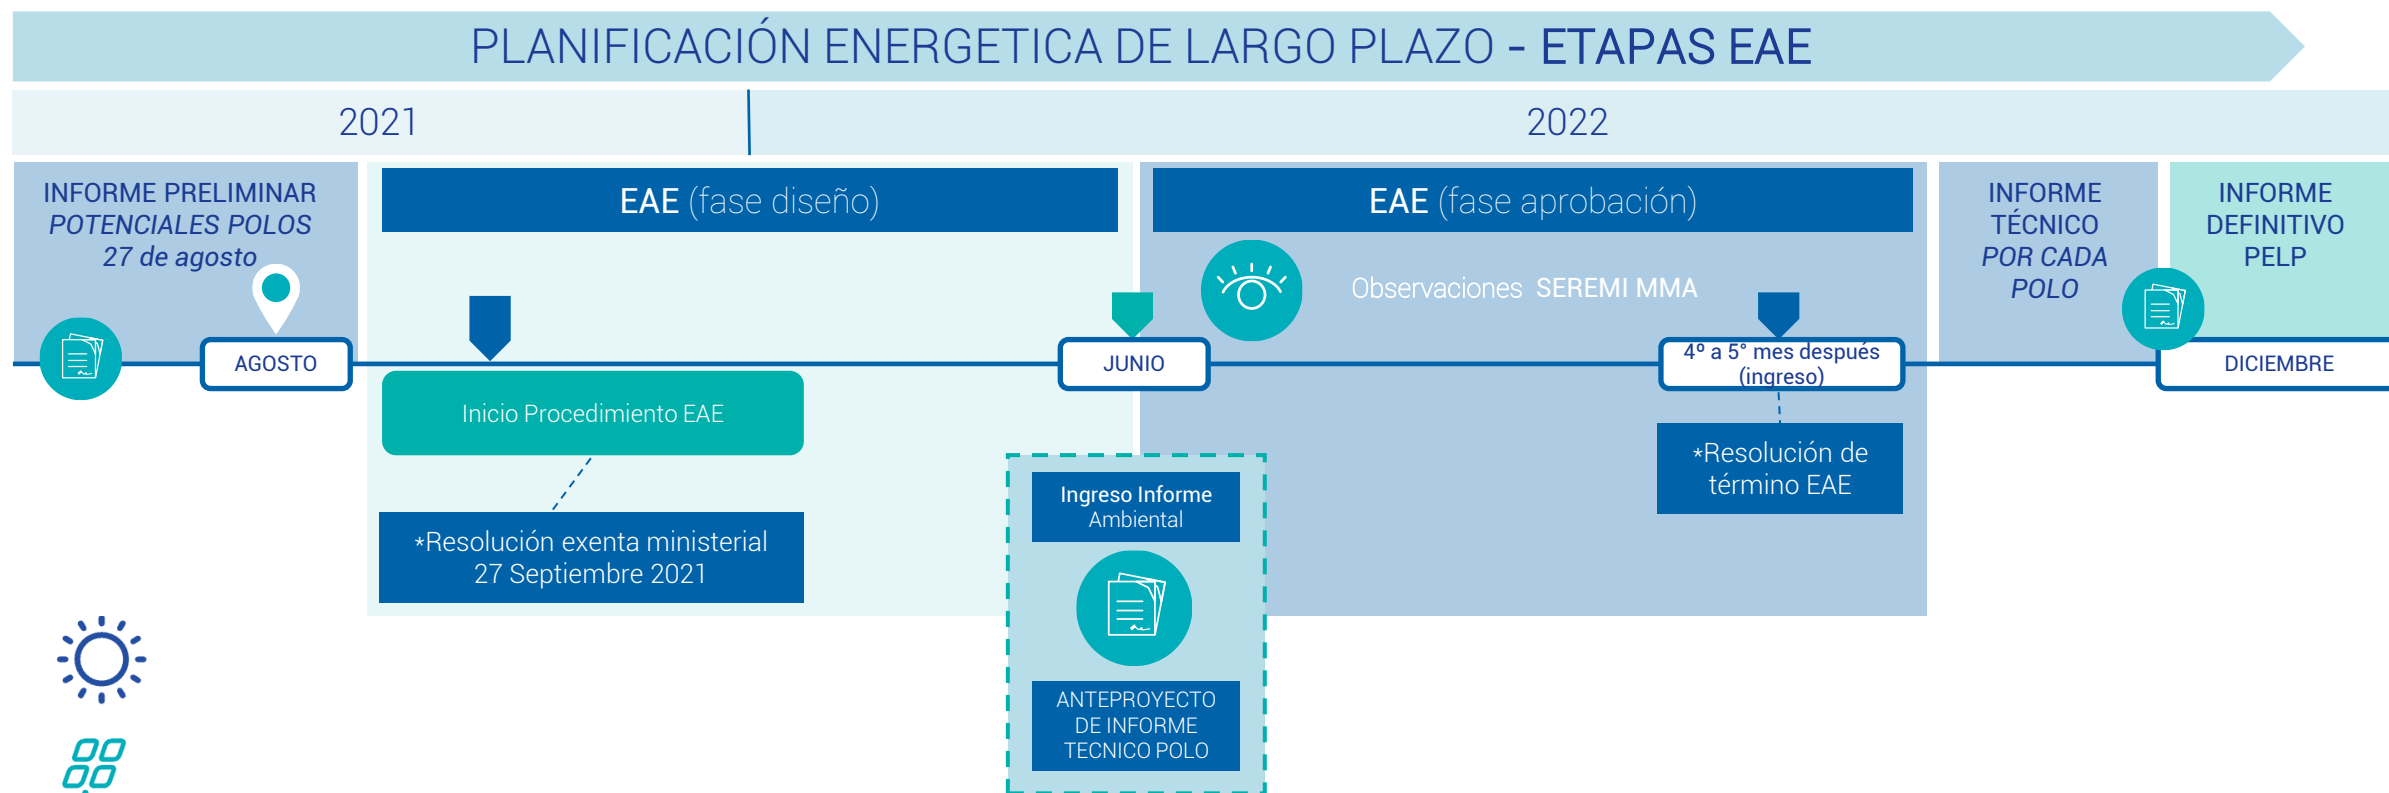 PLANIFICACIÓN ENERGETICA DE LARGO PLAZO - ETAPAS EAE
2021
2022
INFORME PRELIMINAR
POTENCIALES POLOS
27 de agosto
EAE (fase diseño)
EAE (fase aprobación)
INFORME
TÉCNICO
POR CADA
POLO
INFORME
DEFINITIVO
PELP
Observaciones SEREMI MMA
AGOSTO
JUNIO
4º a 5° mes después
(ingreso)
DICIEMBRE
Inicio Procedimiento EAE
*Resolución exenta ministerial
27 Septiembre 2021
Ingreso Informe
Ambiental
ANTEPROYECTO
DE INFORME
TECNICO POLO
*Resolución de
término EAE